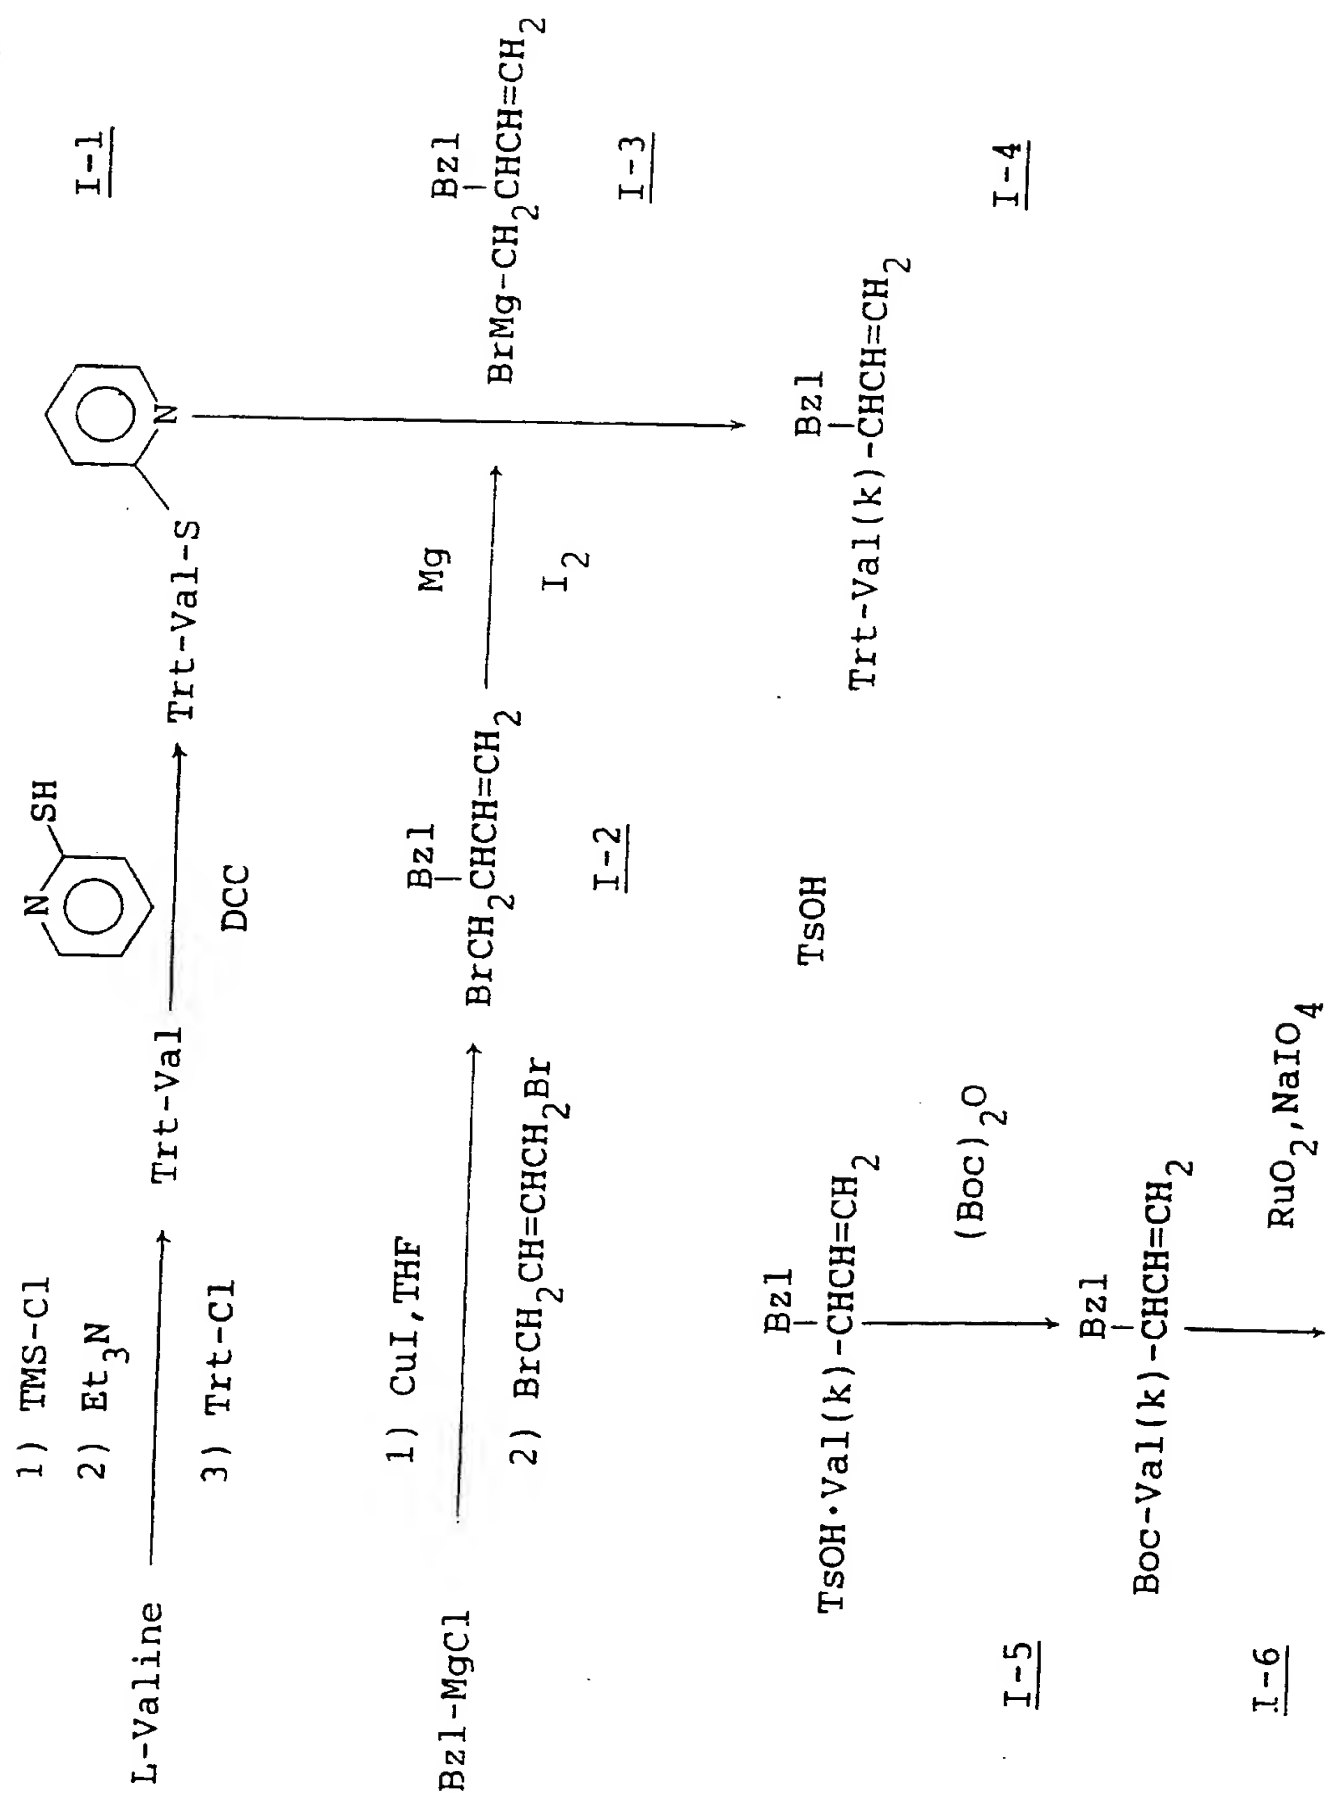 1) TMS-Cl
2) Et3N
3) Trt-Cl
L-Valine
Trt-Val
N
SH
DCC
Trt-Val-S
N
I-1
Bzl-MgCl
1) CuI,THF
2) BrCH2CH=CHCH2Br
Bzl
BrCH2CHCH=CH2
I-2
Mg
I2
Bzl
BrMg-CH2CHCH=CH2
I-3
Bzl
Trt-Val(k)-CHCH=CH2
I-4
TsOH
Bzl
TsOH·Val(k)-CHCH=CH2
I-5
(Boc)2O
Bzl
Boc-Val(k)-CHCH=CH2
I-6
RuO2,NaIO4